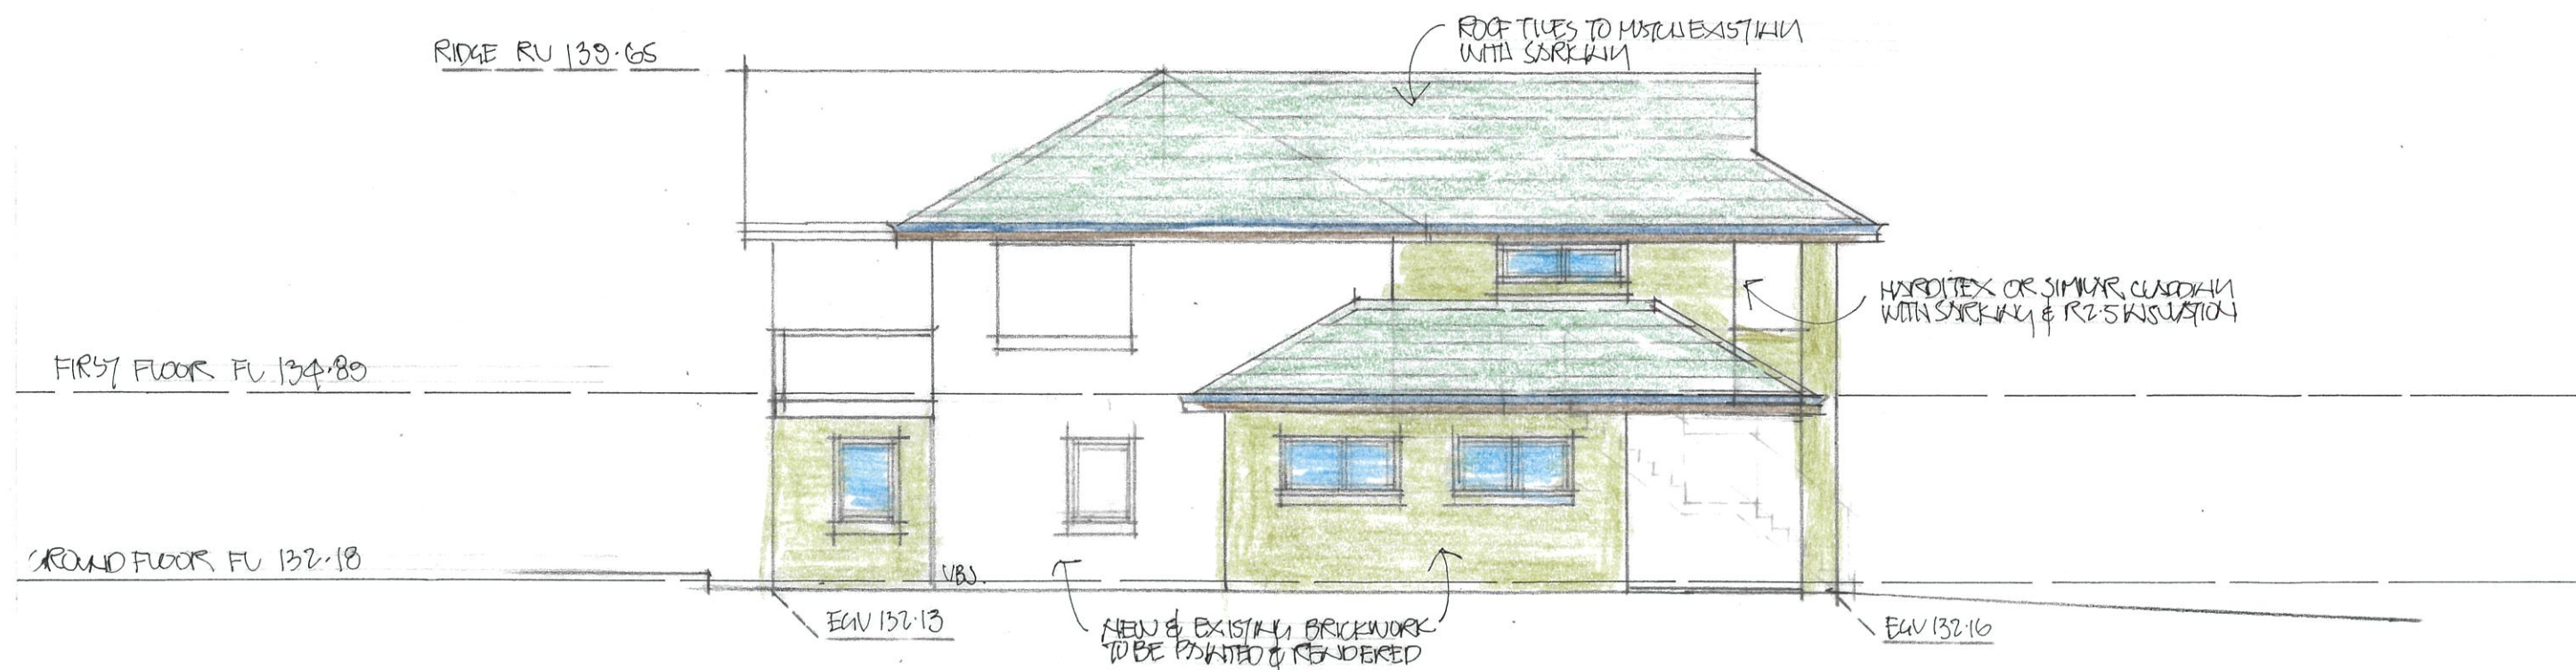 RIDGE RL 139.65
ROOF TILES TO MATCH EXISTING
WITH SARKING
HARDITEX OR SIMILAR CLADDING
WITH SARKING & R2.5 INSULATION
FIRST FLOOR FL 134.89
GROUND FLOOR FL 132.18
VBJ.
EGL 132.13
NEW & EXISTING BRICKWORK
TO BE PAINTED & RENDERED
EGL 132.16